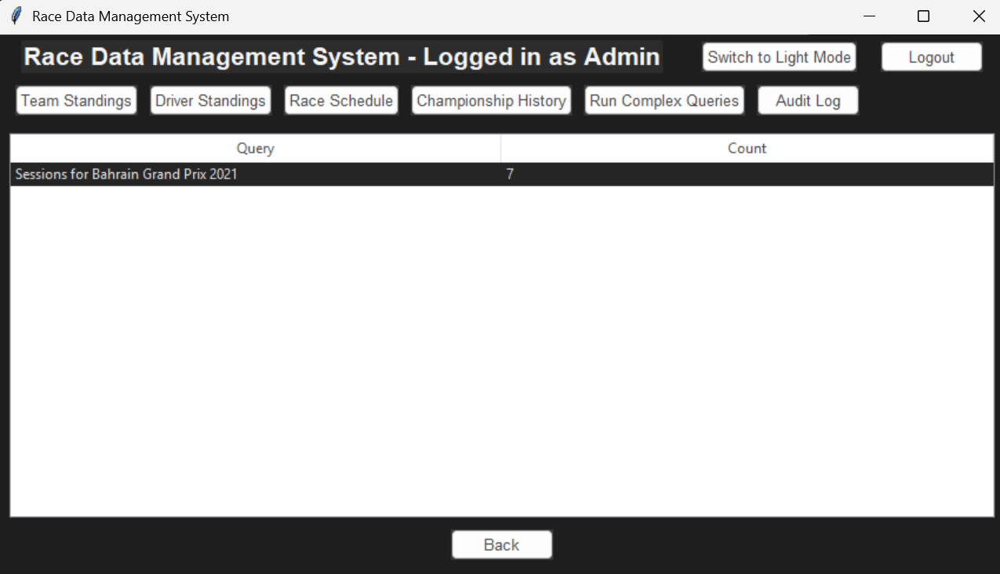 Race Data Management System
Race Data Management System - Logged in as Admin
Switch to Light Mode
Logout
Team Standings
Driver Standings
Race Schedule
Championship History
Run Complex Queries
Audit Log
Query
Count
Sessions for Bahrain Grand Prix 2021
7
Back